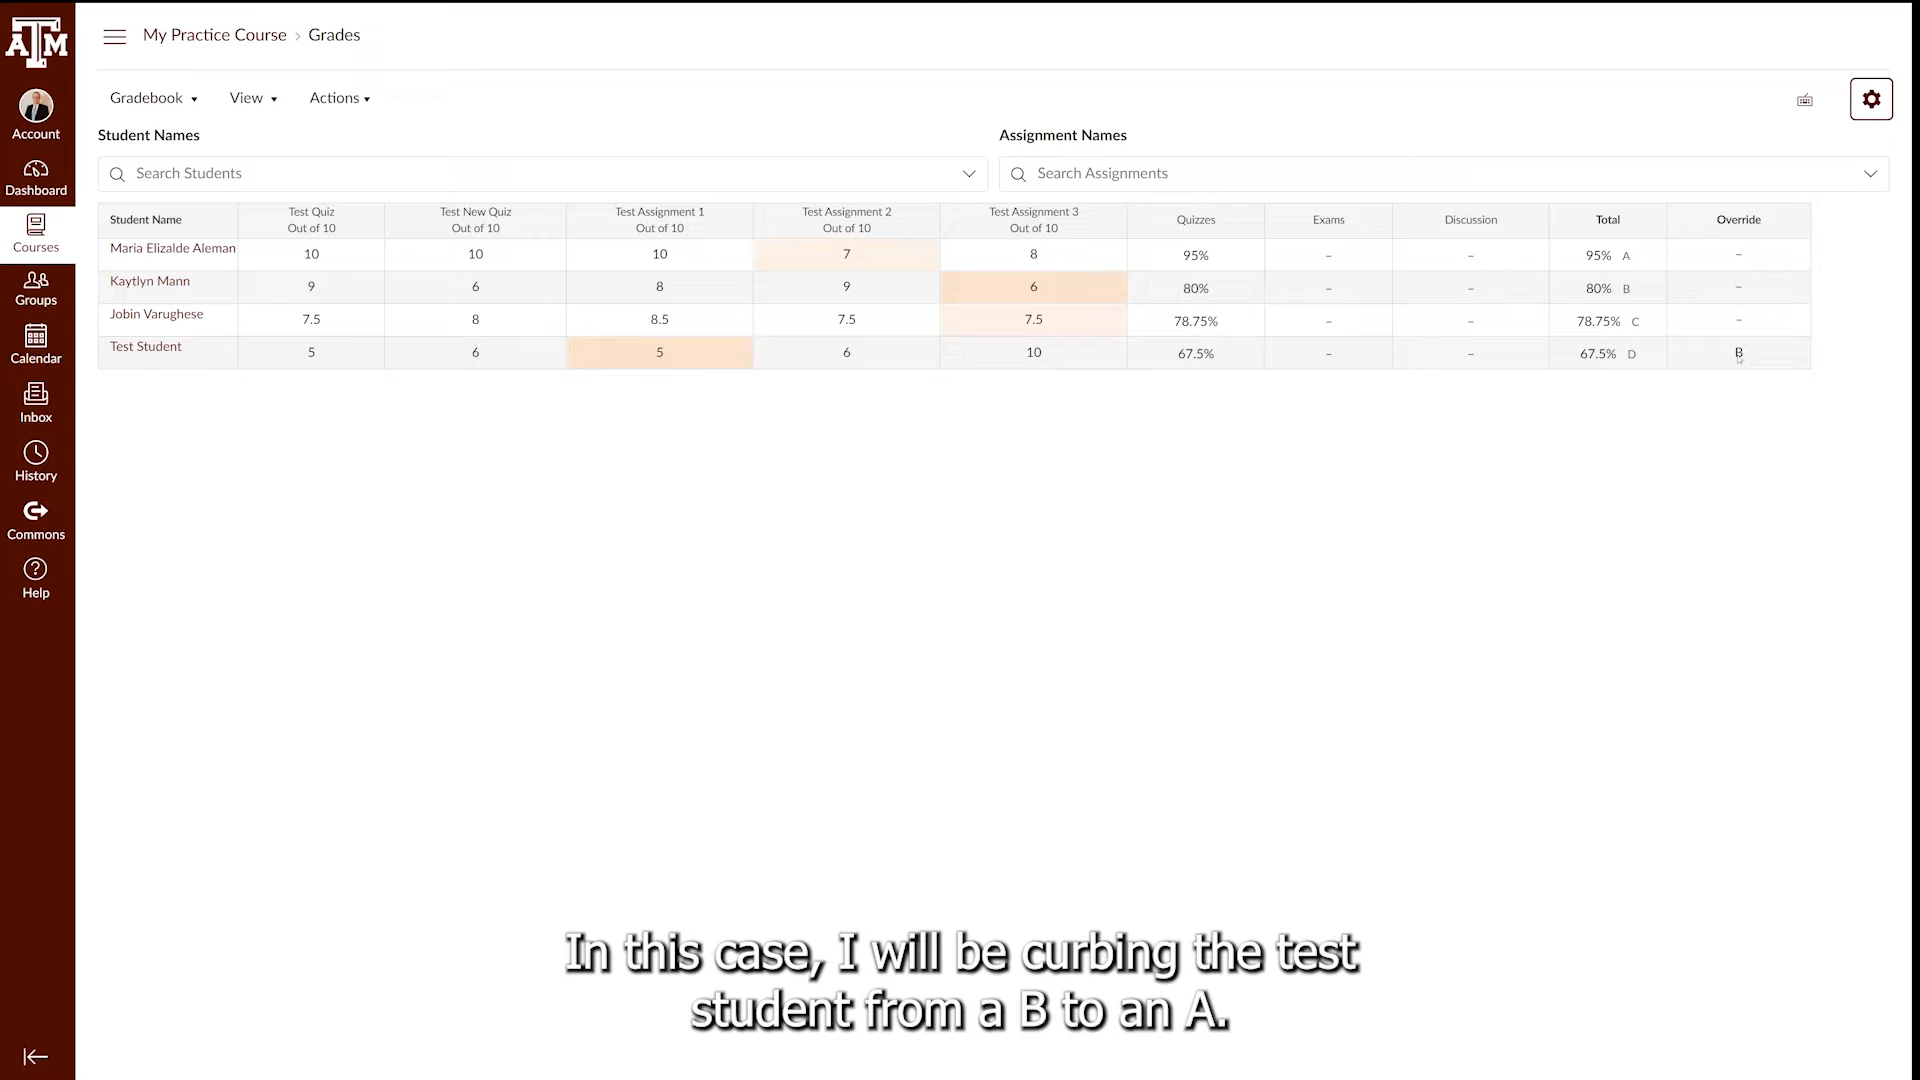 ATM
My Practice Course > Grades
Gradebook View Actions
Account
Dashboard
Courses
Groups
Calendar
Inbox
History
Commons
Help
Student Names Assignment Names
Search Students Search Assignments
Student Name Test Quiz Out of 10 Test New Quiz Out of 10 Test Assignment 1 Out of 10 Test Assignment 2 Out of 10 Test Assignment 3 Out of 10 Quizzes Exams Discussion Total Override
Maria Elizalde Aleman 10 10 10 7 8 95% – – 95% A –
Kaytlyn Mann 9 6 8 9 6 80% – – 80% B –
Jobin Varughese 7.5 8 8.5 7.5 7.5 78.75% – – 78.75% C –
Test Student 5 6 5 6 10 67.5% – – 67.5% D B
In this case, I will be curbing the test
student from a B to an A.